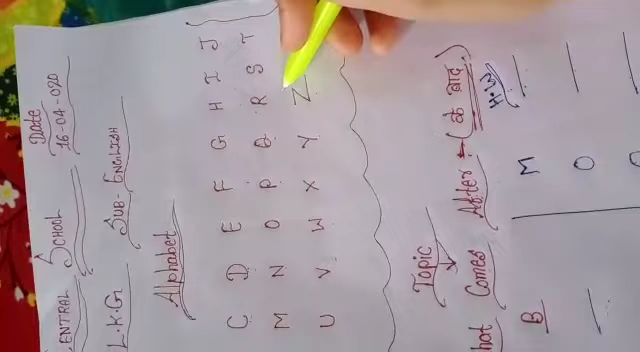 ENTRAL SCHOOL Date
16-04-020
L.K.G SUB- ENGLISH
Alphabet
C D E F G H I J
M N O P Q R S T
U V W X Y Z
Topic
hat Comes After :- ( के बाद )
H.W
B M
O